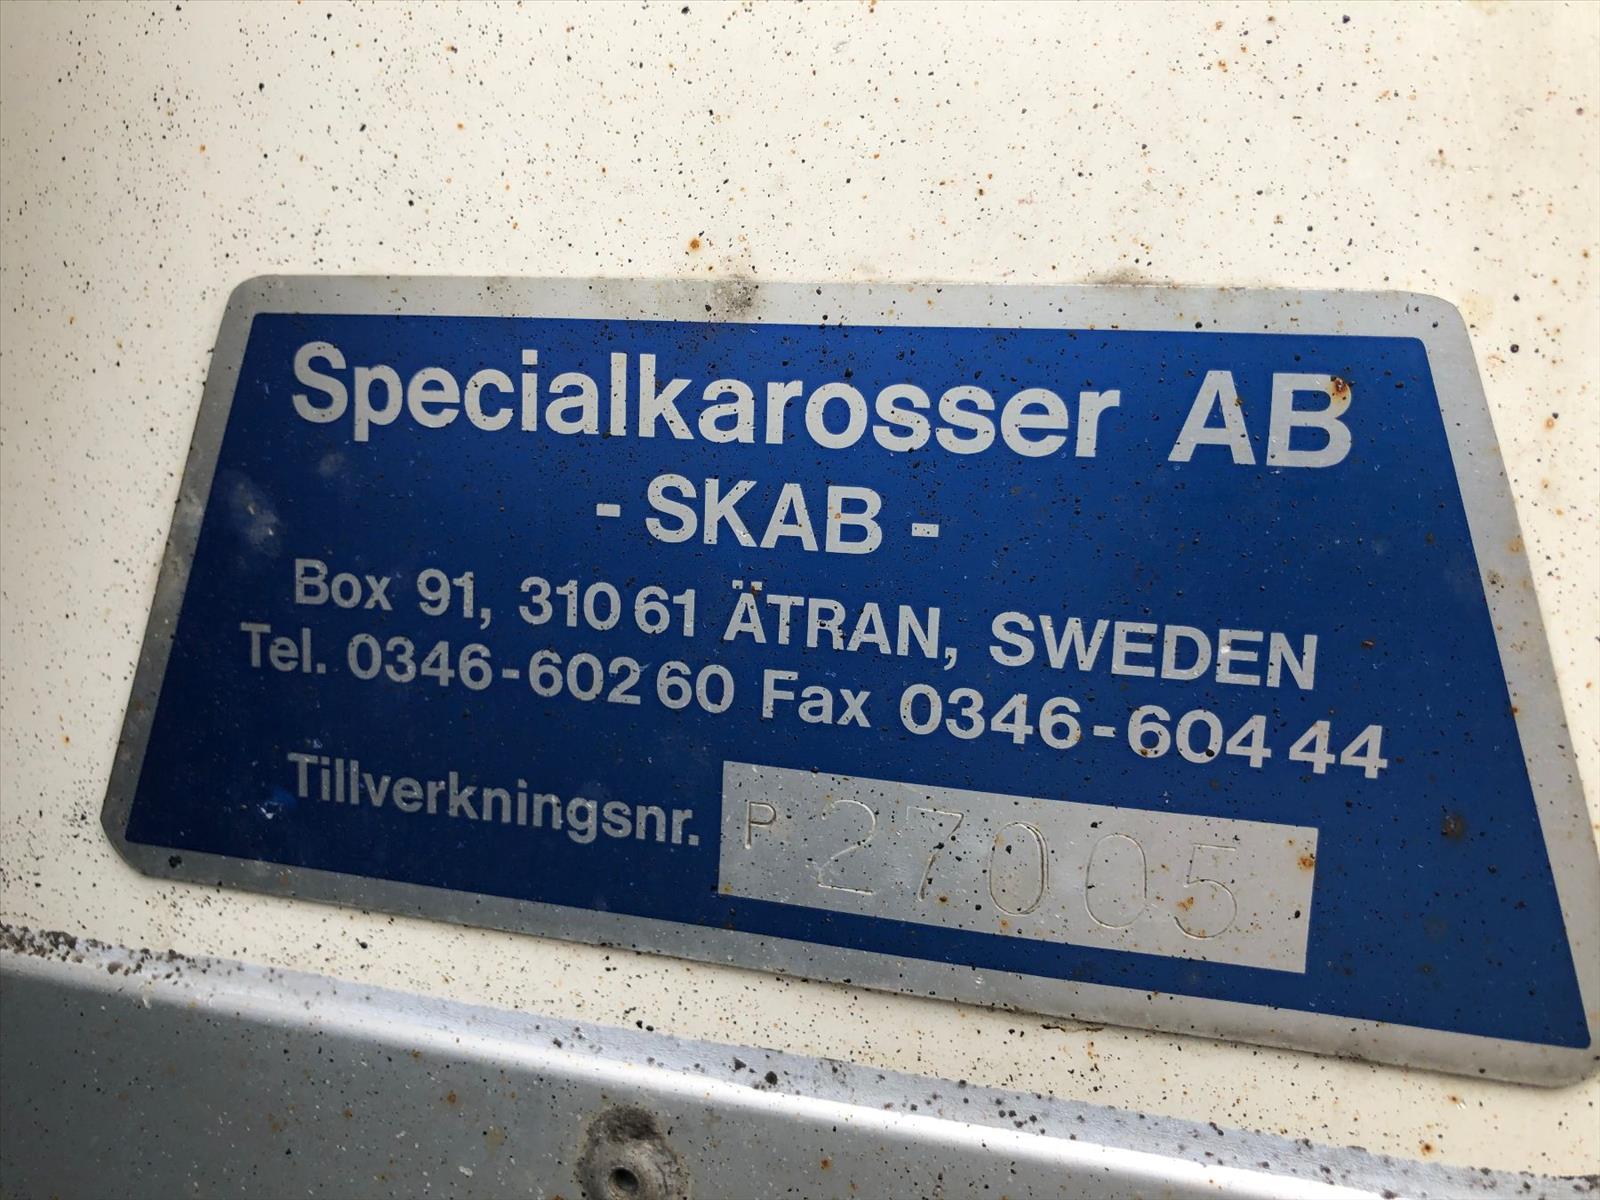 Specialkarosser AB
- SKAB -
Box 91, 310 61 ÄTRAN, SWEDEN
Tel. 0346-602 60 Fax 0346-604 44
Tillverkningsnr. P 27005